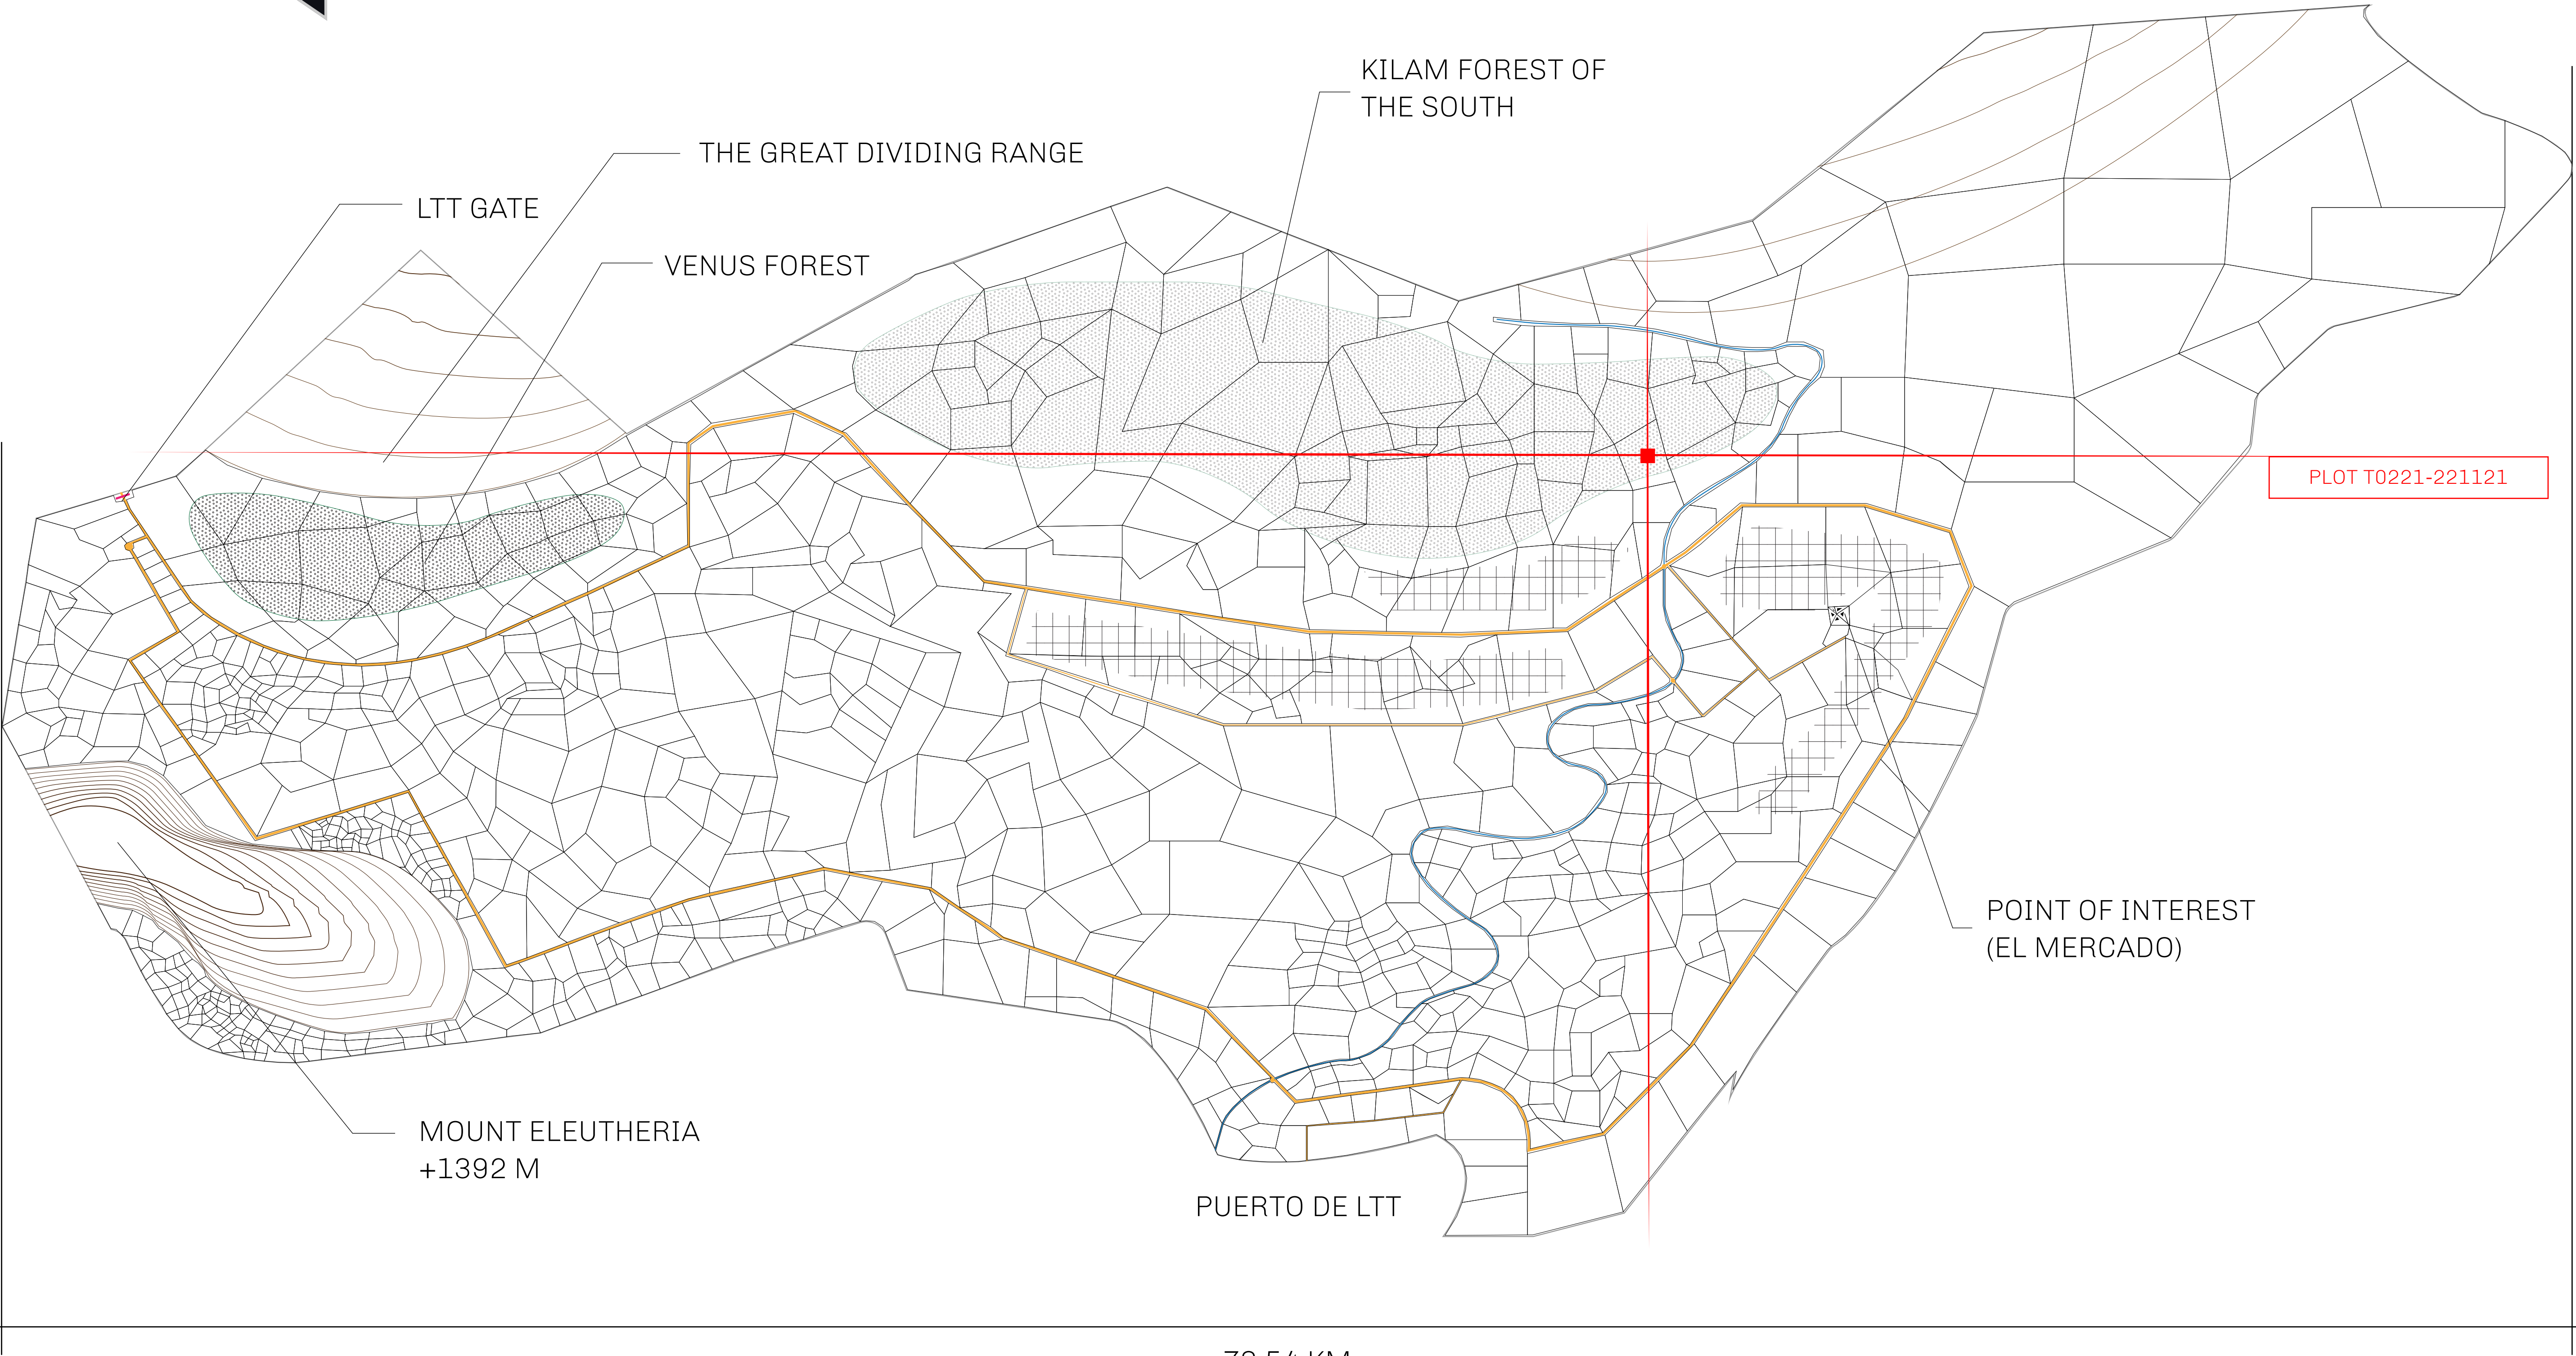 KILAM FOREST OF
THE SOUTH
THE GREAT DIVIDING RANGE
LTT GATE
VENUS FOREST
PLOT T0221-221121
POINT OF INTEREST
(EL MERCADO)
MOUNT ELEUTHERIA
+1392 M
PUERTO DE LTT
KM